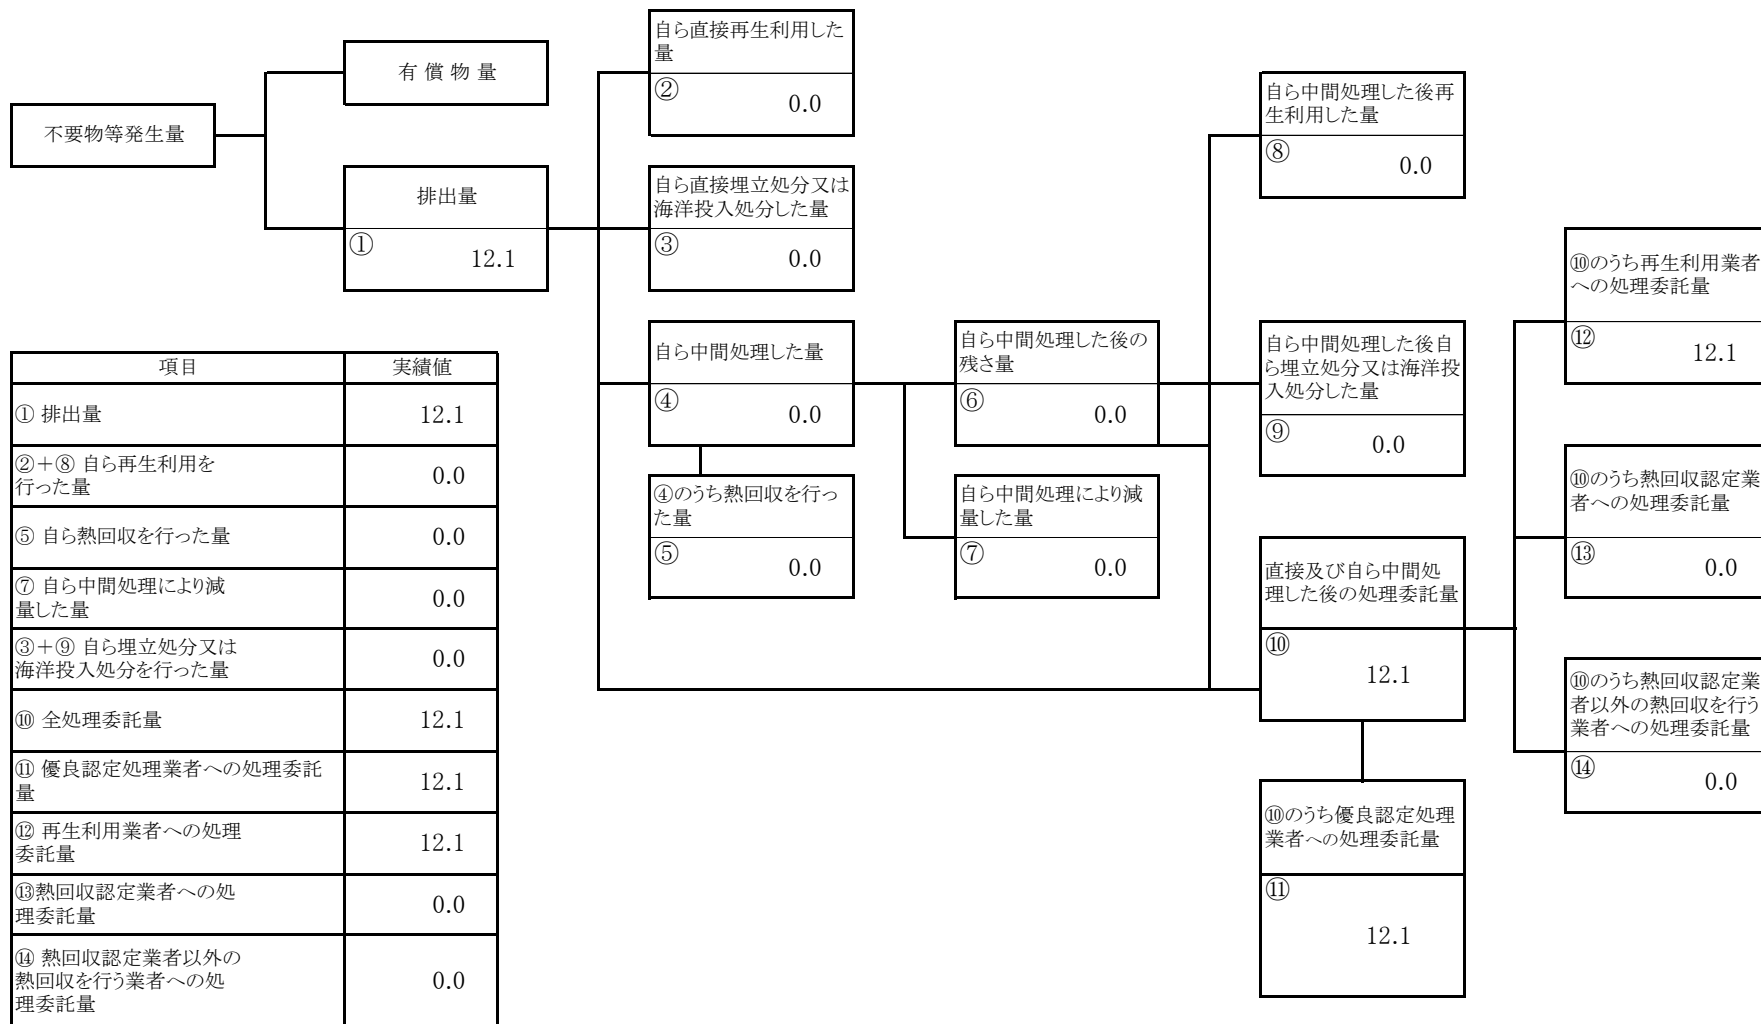 不要物等発生量
有 償 物 量
排出量
①
12.1
自ら直接再生利用した
量
②
0.0
自ら直接埋立処分又は
海洋投入処分した量
③
0.0
自ら中間処理した量
④
0.0
④のうち熱回収を行っ
た量
⑤
0.0
自ら中間処理した後の
残さ量
⑥
0.0
自ら中間処理により減
量した量
⑦
0.0
自ら中間処理した後再
生利用した量
⑧
0.0
自ら中間処理した後自
ら埋立処分又は海洋投
入処分した量
⑨
0.0
直接及び自ら中間処
理した後の処理委託量
⑩
12.1
⑩のうち優良認定処理
業者への処理委託量
⑪
12.1
⑩のうち再生利用業者
への処理委託量
⑫
12.1
⑩のうち熱回収認定業
者への処理委託量
⑬
0.0
⑩のうち熱回収認定業
者以外の熱回収を行う
業者への処理委託量
⑭
0.0
項目 実績値
① 排出量 12.1
②+⑧ 自ら再生利用を
行った量 0.0
⑤ 自ら熱回収を行った量 0.0
⑦ 自ら中間処理により減
量した量 0.0
③+⑨ 自ら埋立処分又は
海洋投入処分を行った量 0.0
⑩ 全処理委託量 12.1
⑪ 優良認定処理業者への処理委託
量 12.1
⑫ 再生利用業者への処理
委託量 12.1
⑬熱回収認定業者への処
理委託量 0.0
⑭ 熱回収認定業者以外の
熱回収を行う業者への処
理委託量 0.0